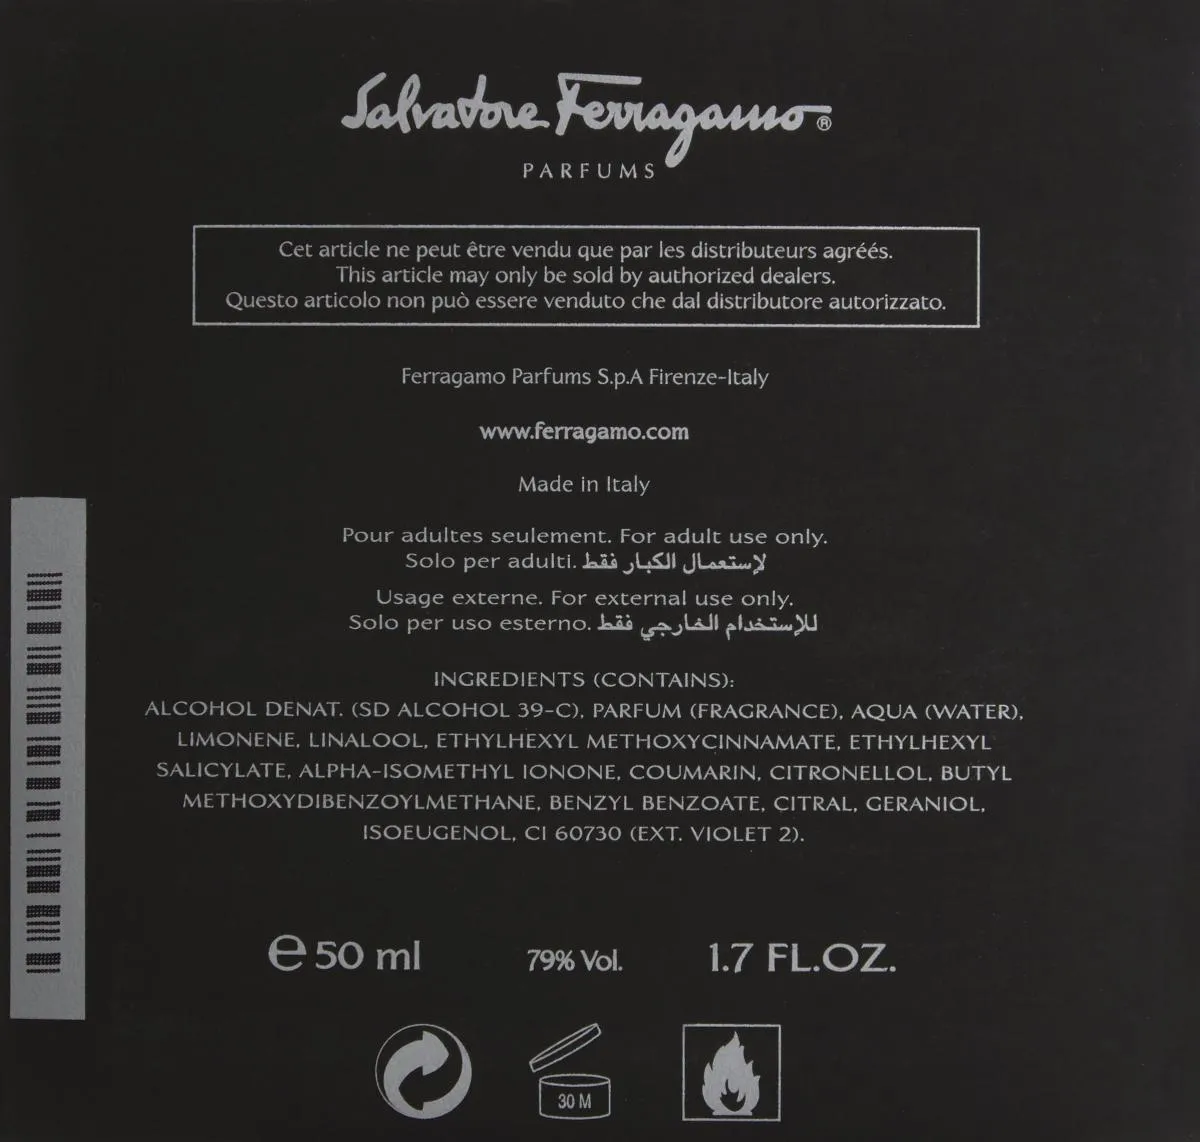 Salvatore Ferragamo®
PARFUMS
Cet article ne peut être vendu que par les distributeurs agréés.
This article may only be sold by authorized dealers.
Questo articolo non può essere venduto che dal distributore autorizzato.
Ferragamo Parfums S.p.A Firenze-Italy
www.ferragamo.com
Made in Italy
Pour adultes seulement. For adult use only.
Solo per adulti. لإستعمال الكبار فقط
Usage externe. For external use only.
Solo per uso esterno. للإستخدام الخارجي فقط
INGREDIENTS (CONTAINS):
ALCOHOL DENAT. (SD ALCOHOL 39-C), PARFUM (FRAGRANCE), AQUA (WATER),
LIMONENE, LINALOOL, ETHYLHEXYL METHOXYCINNAMATE, ETHYLHEXYL
SALICYLATE, ALPHA-ISOMETHYL IONONE, COUMARIN, CITRONELLOL, BUTYL
METHOXYDIBENZOYLMETHANE, BENZYL BENZOATE, CITRAL, GERANIOL,
ISOEUGENOL, CI 60730 (EXT. VIOLET 2).
℮ 50 ml 79% Vol. 1.7 FL.OZ.
30 M